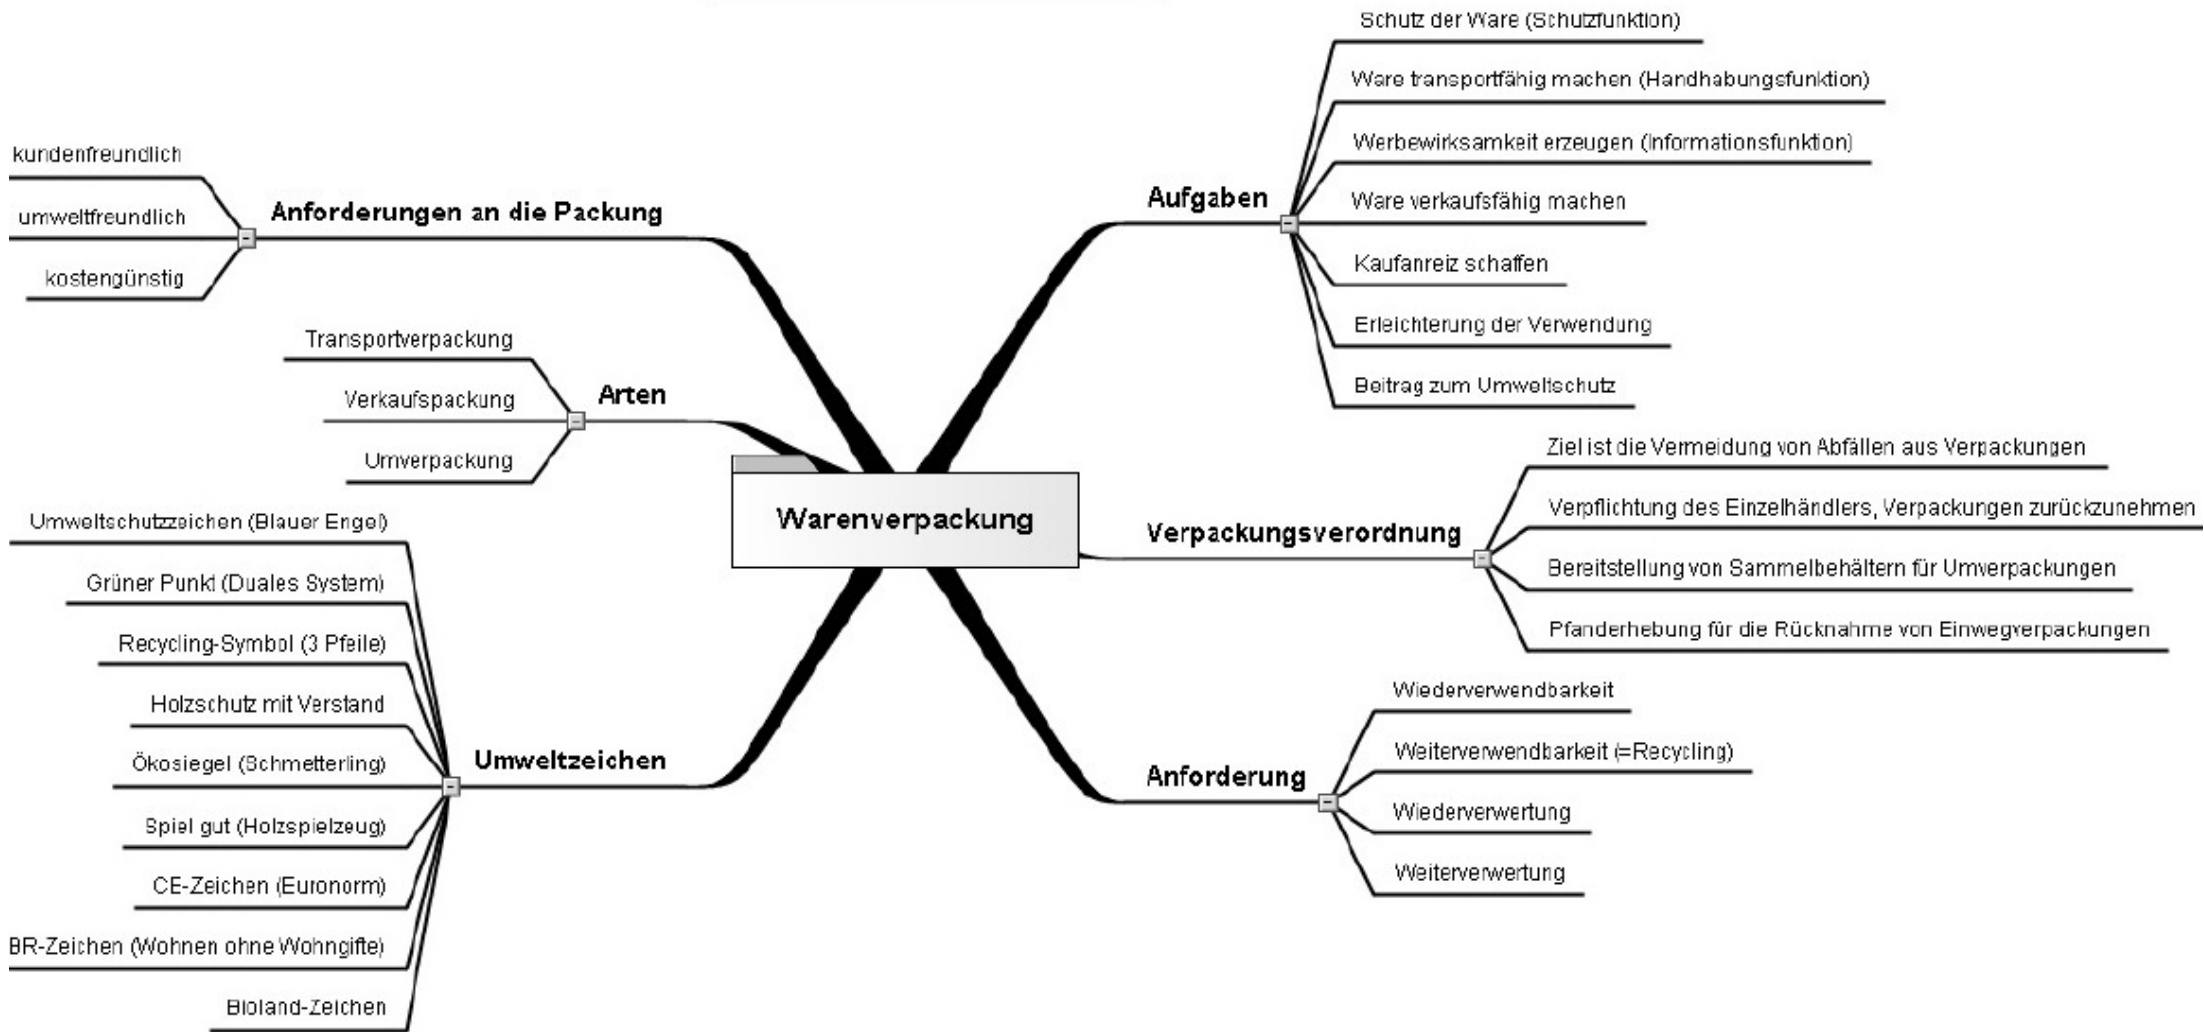 Warenverpackung
Aufgaben
Schutz der Ware (Schutzfunktion)
Ware transportfähig machen (Handhabungsfunktion)
Werbewirksamkeit erzeugen (Informationsfunktion)
Ware verkaufsfähig machen
Kaufanreiz schaffen
Erleichterung der Verwendung
Beitrag zum Umweltschutz
Verpackungsverordnung
Ziel ist die Vermeidung von Abfällen aus Verpackungen
Verpflichtung des Einzelhändlers, Verpackungen zurückzunehmen
Bereitstellung von Sammelbehältern für Umverpackungen
Pfanderhebung für die Rücknahme von Einwegverpackungen
Anforderung
Wiederverwendbarkeit
Weiterverwendbarkeit (=Recycling)
Wiederverwertung
Weiterverwertung
Anforderungen an die Packung
kundenfreundlich
umweltfreundlich
kostengünstig
Arten
Transportverpackung
Verkaufspackung
Umverpackung
Umweltzeichen
Umweltschutzzeichen (Blauer Engel)
Grüner Punkt (Duales System)
Recycling-Symbol (3 Pfeile)
Holzschutz mit Verstand
Ökosiegel (Schmetterling)
Spiel gut (Holzspielzeug)
CE-Zeichen (Euronorm)
BR-Zeichen (Wohnen ohne Wohngifte)
Bioland-Zeichen